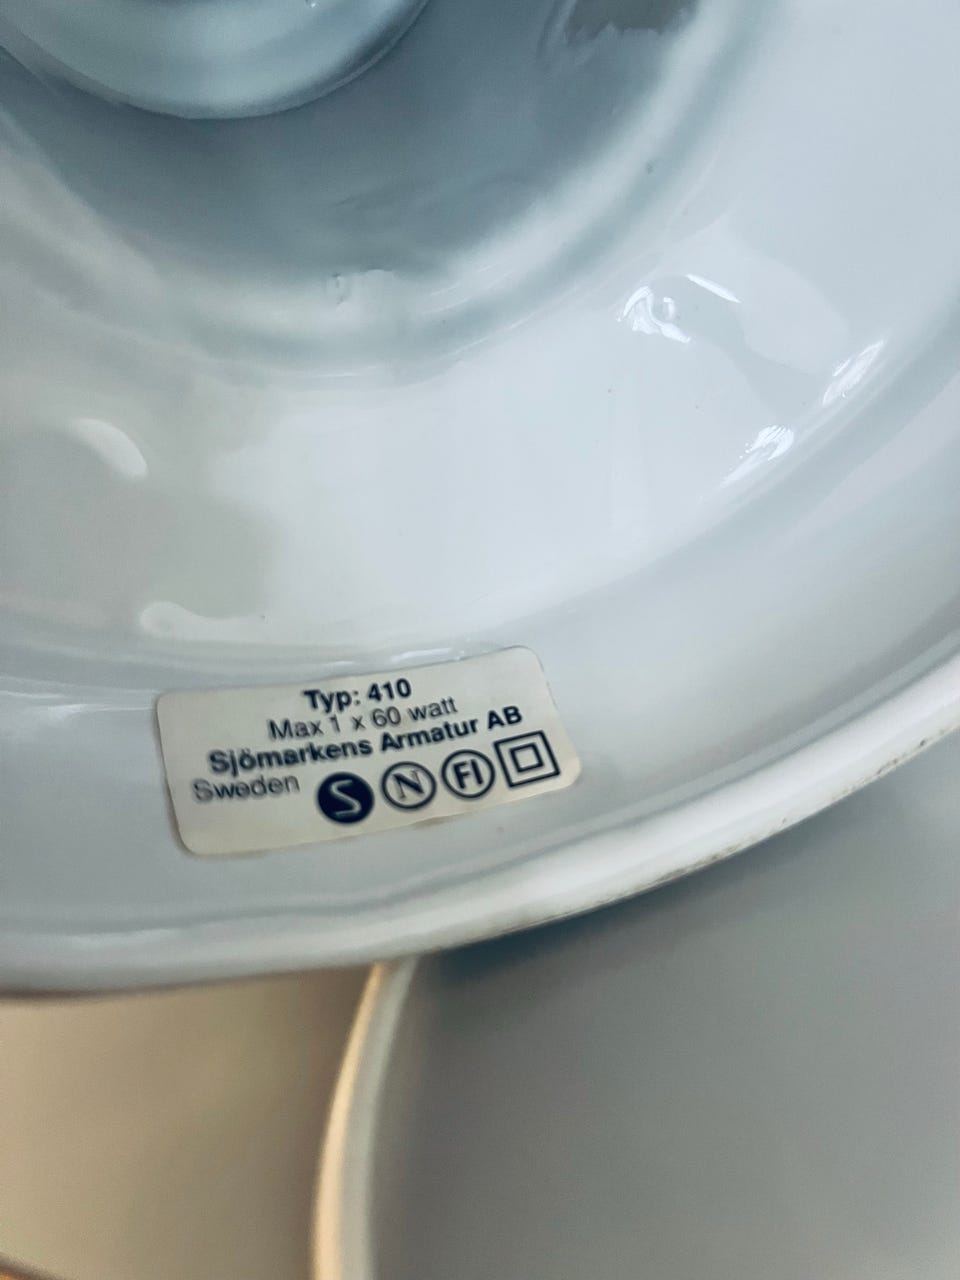 Typ: 410
Max 1 x 60 watt
Sjömarkens Armatur AB
Sweden S N FI